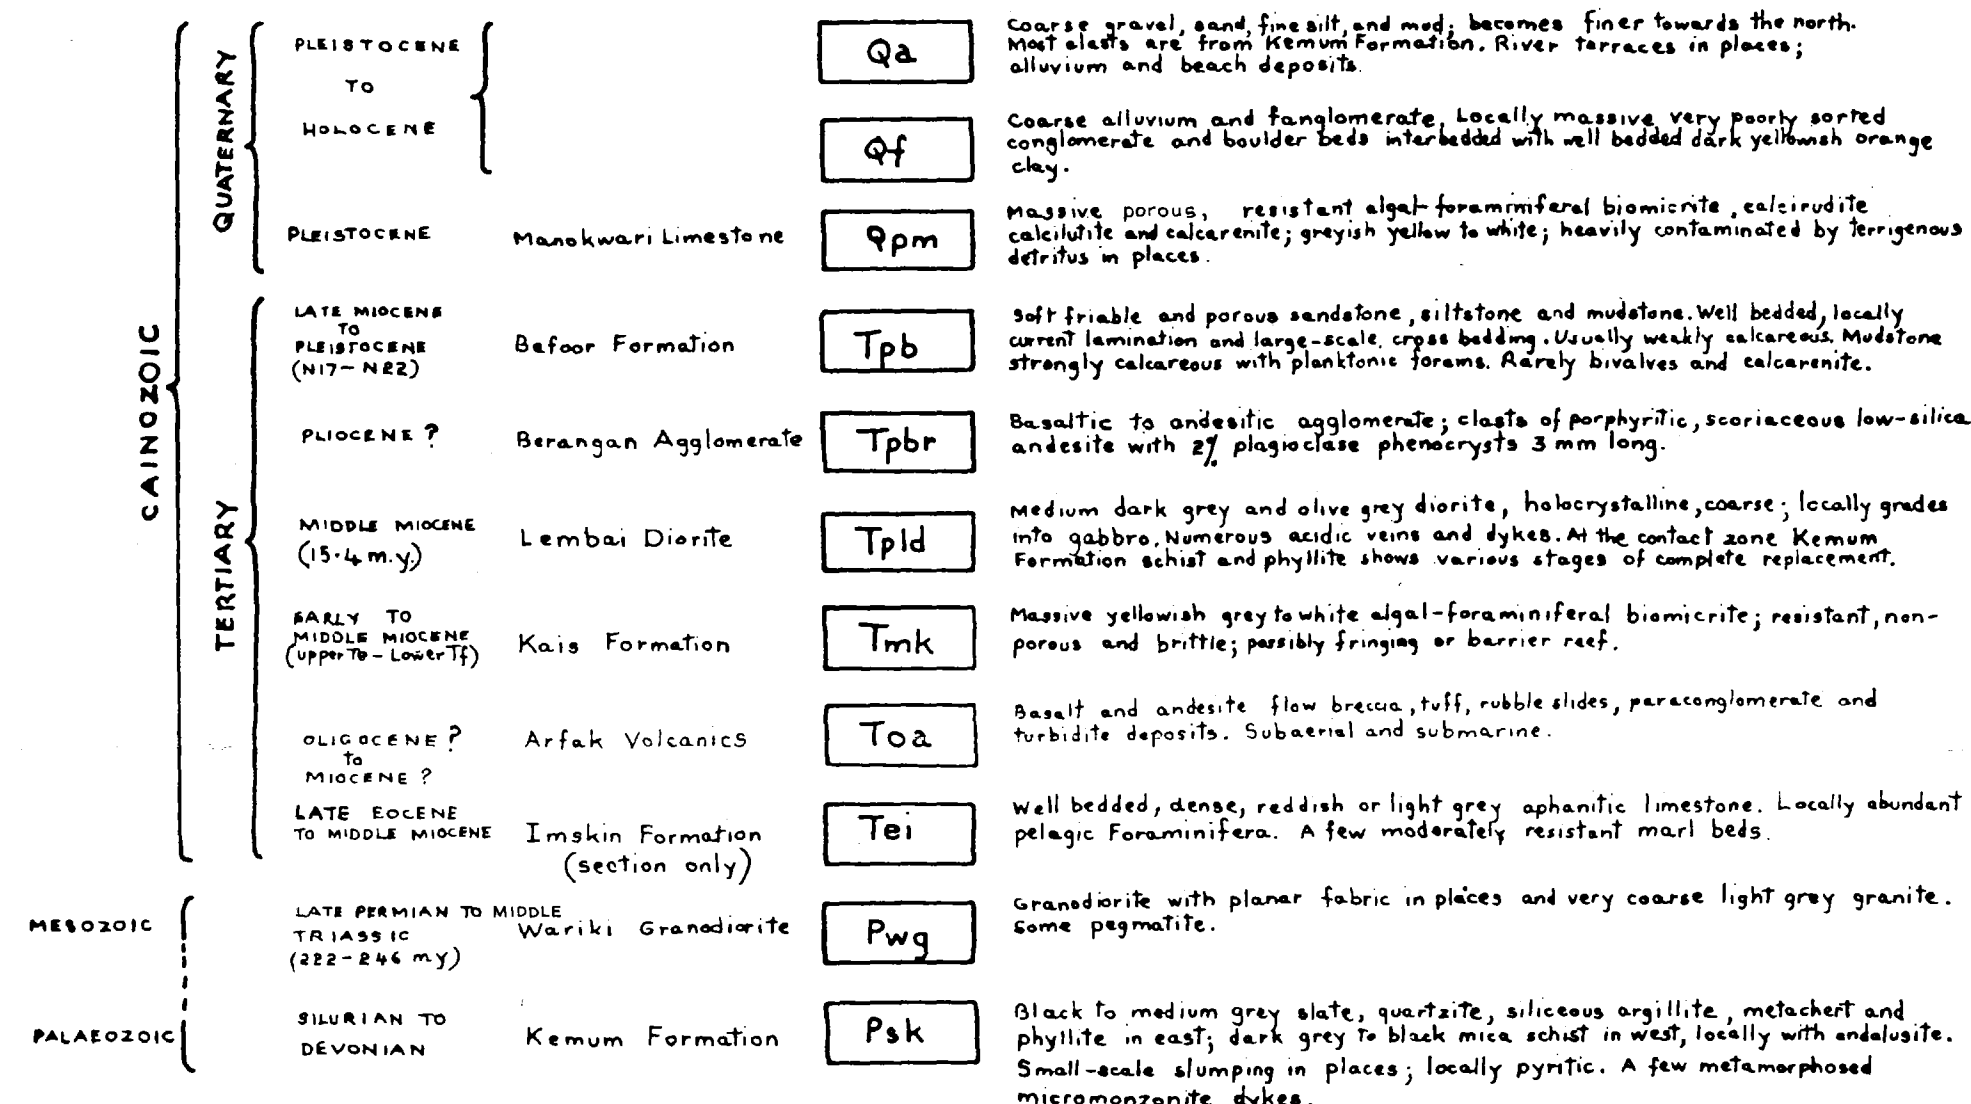 CAINOZOIC
QUATERNARY
PLEISTOCENE
TO
HOLOCENE
Qa
Coarse gravel, sand, fine silt, and mud; becomes finer towards the north.
Most clasts are from Kemum Formation. River terraces in places;
alluvium and beach deposits.
Qf
Coarse alluvium and fanglomerate. Locally massive very poorly sorted
conglomerate and boulder beds interbedded with well bedded dark yellowish orange
clay.
PLEISTOCENE
Manokwari Limestone
Qpm
Massive porous, resistant algal-foraminiferal biomicrite, calcirudite
calcilutite and calcarenite; greyish yellow to white; heavily contaminated by terrigenous
detritus in places.
TERTIARY
LATE MIOCENE
TO
PLEISTOCENE
(N17-N22)
Befoor Formation
Tpb
Soft friable and porous sandstone, siltstone and mudstone. Well bedded, locally
current lamination and large-scale, cross bedding. Usually weakly calcareous. Mudstone
strongly calcareous with planktonic forams. Rarely bivalves and calcarenite.
PLIOCENE?
Berangan Agglomerate
Tpbr
Basaltic to andesitic agglomerate; clasts of porphyritic, scoriaceous low-silica
andesite with 2% plagioclase phenocrysts 3 mm long.
MIDDLE MIOCENE
(15·4 m.y.)
Lembai Diorite
Tpld
Medium dark grey and olive grey diorite, holocrystalline, coarse; locally grades
into gabbro. Numerous acidic veins and dykes. At the contact zone Kemum
Formation schist and phyllite shows various stages of complete replacement.
EARLY TO
MIDDLE MIOCENE
(upper Te - Lower Tf)
Kais Formation
Tmk
Massive yellowish grey to white algal-foraminiferal biomicrite; resistant, non-
porous and brittle; possibly fringing or barrier reef.
OLIGOCENE?
to
MIOCENE?
Arfak Volcanics
Toa
Basalt and andesite flow breccia, tuff, rubble slides, paraconglomerate and
turbidite deposits. Subaerial and submarine.
LATE EOCENE
TO MIDDLE MIOCENE
Imskin Formation
(section only)
Tei
Well bedded, dense, reddish or light grey aphanitic limestone. Locally abundant
pelagic Foraminifera. A few moderately resistant marl beds.
MESOZOIC
LATE PERMIAN TO MIDDLE
TRIASSIC
(222-246 my)
Wariki Granodiorite
Pwg
Granodiorite with planar fabric in places and very coarse light grey granite.
Some pegmatite.
PALAEOZOIC
SILURIAN TO
DEVONIAN
Kemum Formation
Psk
Black to medium grey slate, quartzite, siliceous argillite, metachert and
phyllite in east; dark grey to black mica schist in west, locally with andalusite.
Small-scale slumping in places; locally pyritic. A few metamorphosed
micromonzonite dykes.